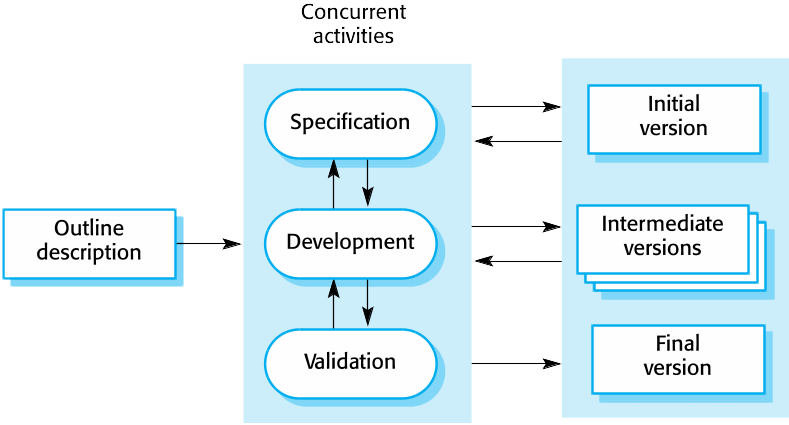 Concurrent
activities
Specification
Initial
version
Outline
description
Development
Intermediate
versions
Validation
Final
version